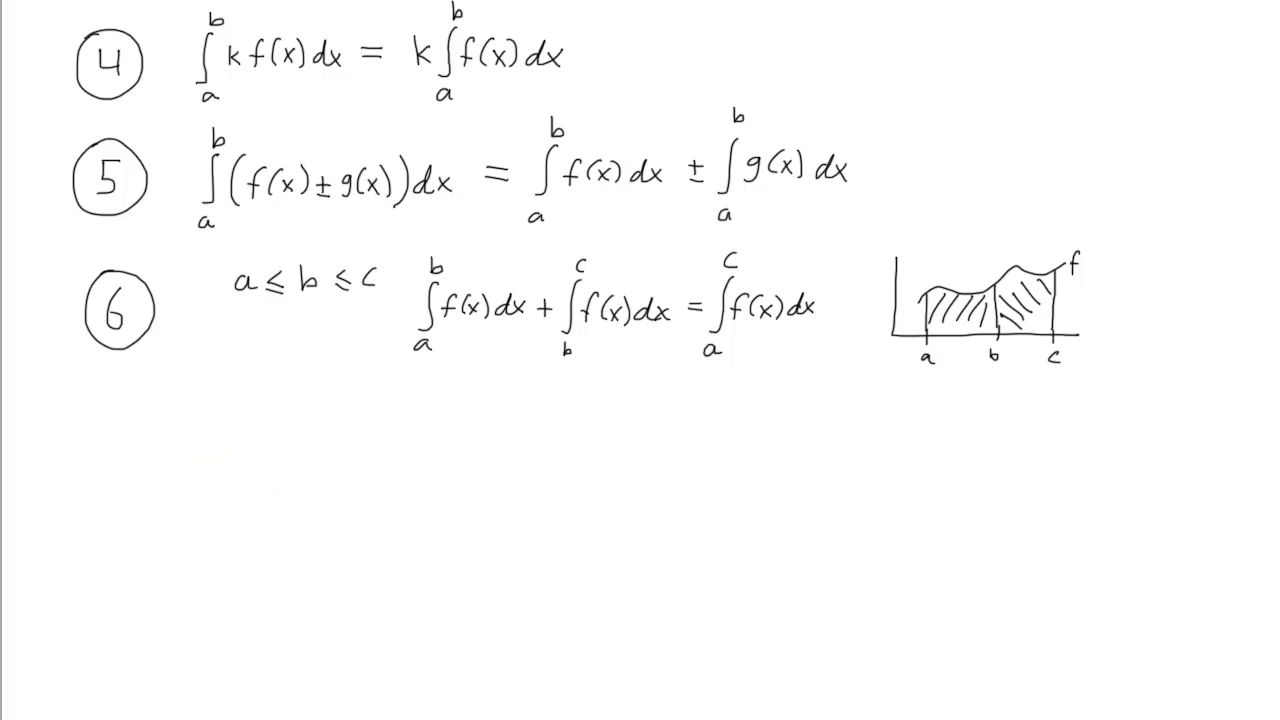 ④ ∫_a^b k f(x) dx = k ∫_a^b f(x) dx
⑤ ∫_a^b (f(x) ± g(x)) dx = ∫_a^b f(x) dx ± ∫_a^b g(x) dx
⑥ a ≤ b ≤ c ∫_a^b f(x) dx + ∫_b^c f(x) dx = ∫_a^c f(x) dx
f
a b c